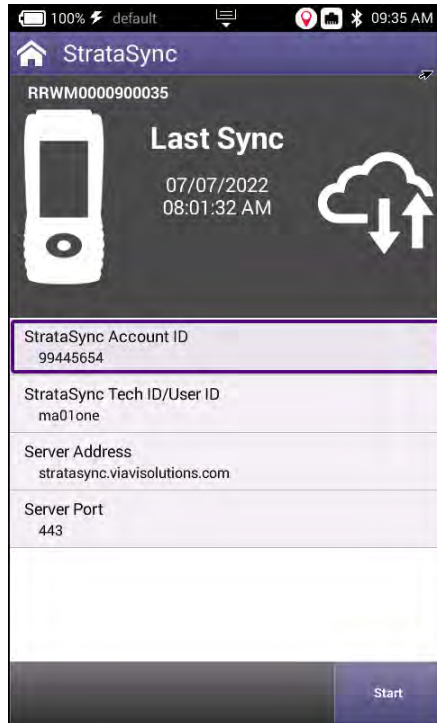 100% default 09:35 AM
StrataSync
RRWM0000900035
Last Sync
07/07/2022
08:01:32 AM
StrataSync Account ID
99445654
StrataSync Tech ID/User ID
ma01one
Server Address
stratasync.viavisolutions.com
Server Port
443
Start